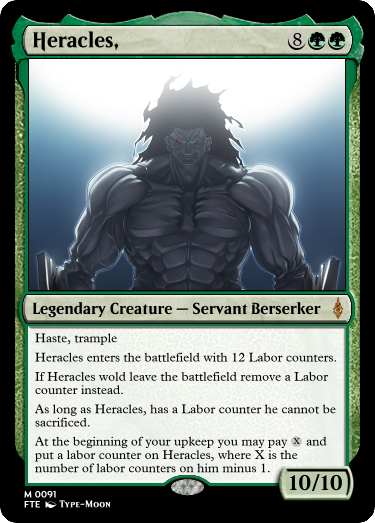 Heracles, 8
Legendary Creature — Servant Berserker
Haste, trample
Heracles enters the battlefield with 12 Labor counters.
If Heracles wold leave the battlefield remove a Labor
counter instead.
As long as Heracles, has a Labor counter he cannot be
sacrificed.
At the beginning of your upkeep you may pay X and
put a labor counter on Heracles, where X is the
number of labor counters on him minus 1.
10/10
M 0091
FTE Type-Moon